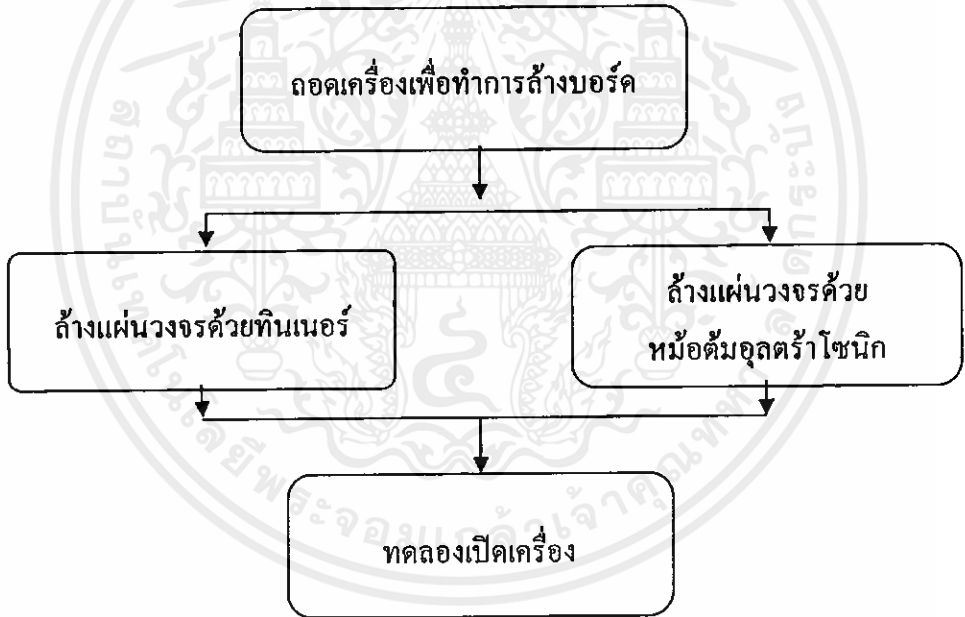 ถอดเครื่องเพื่อทำการล้างบอร์ด
ล้างแผ่นวงจรด้วยทินเนอร์
ล้างแผ่นวงจรด้วย
หม้อต้มอุลตร้าโซนิก
ทดลองเปิดเครื่อง